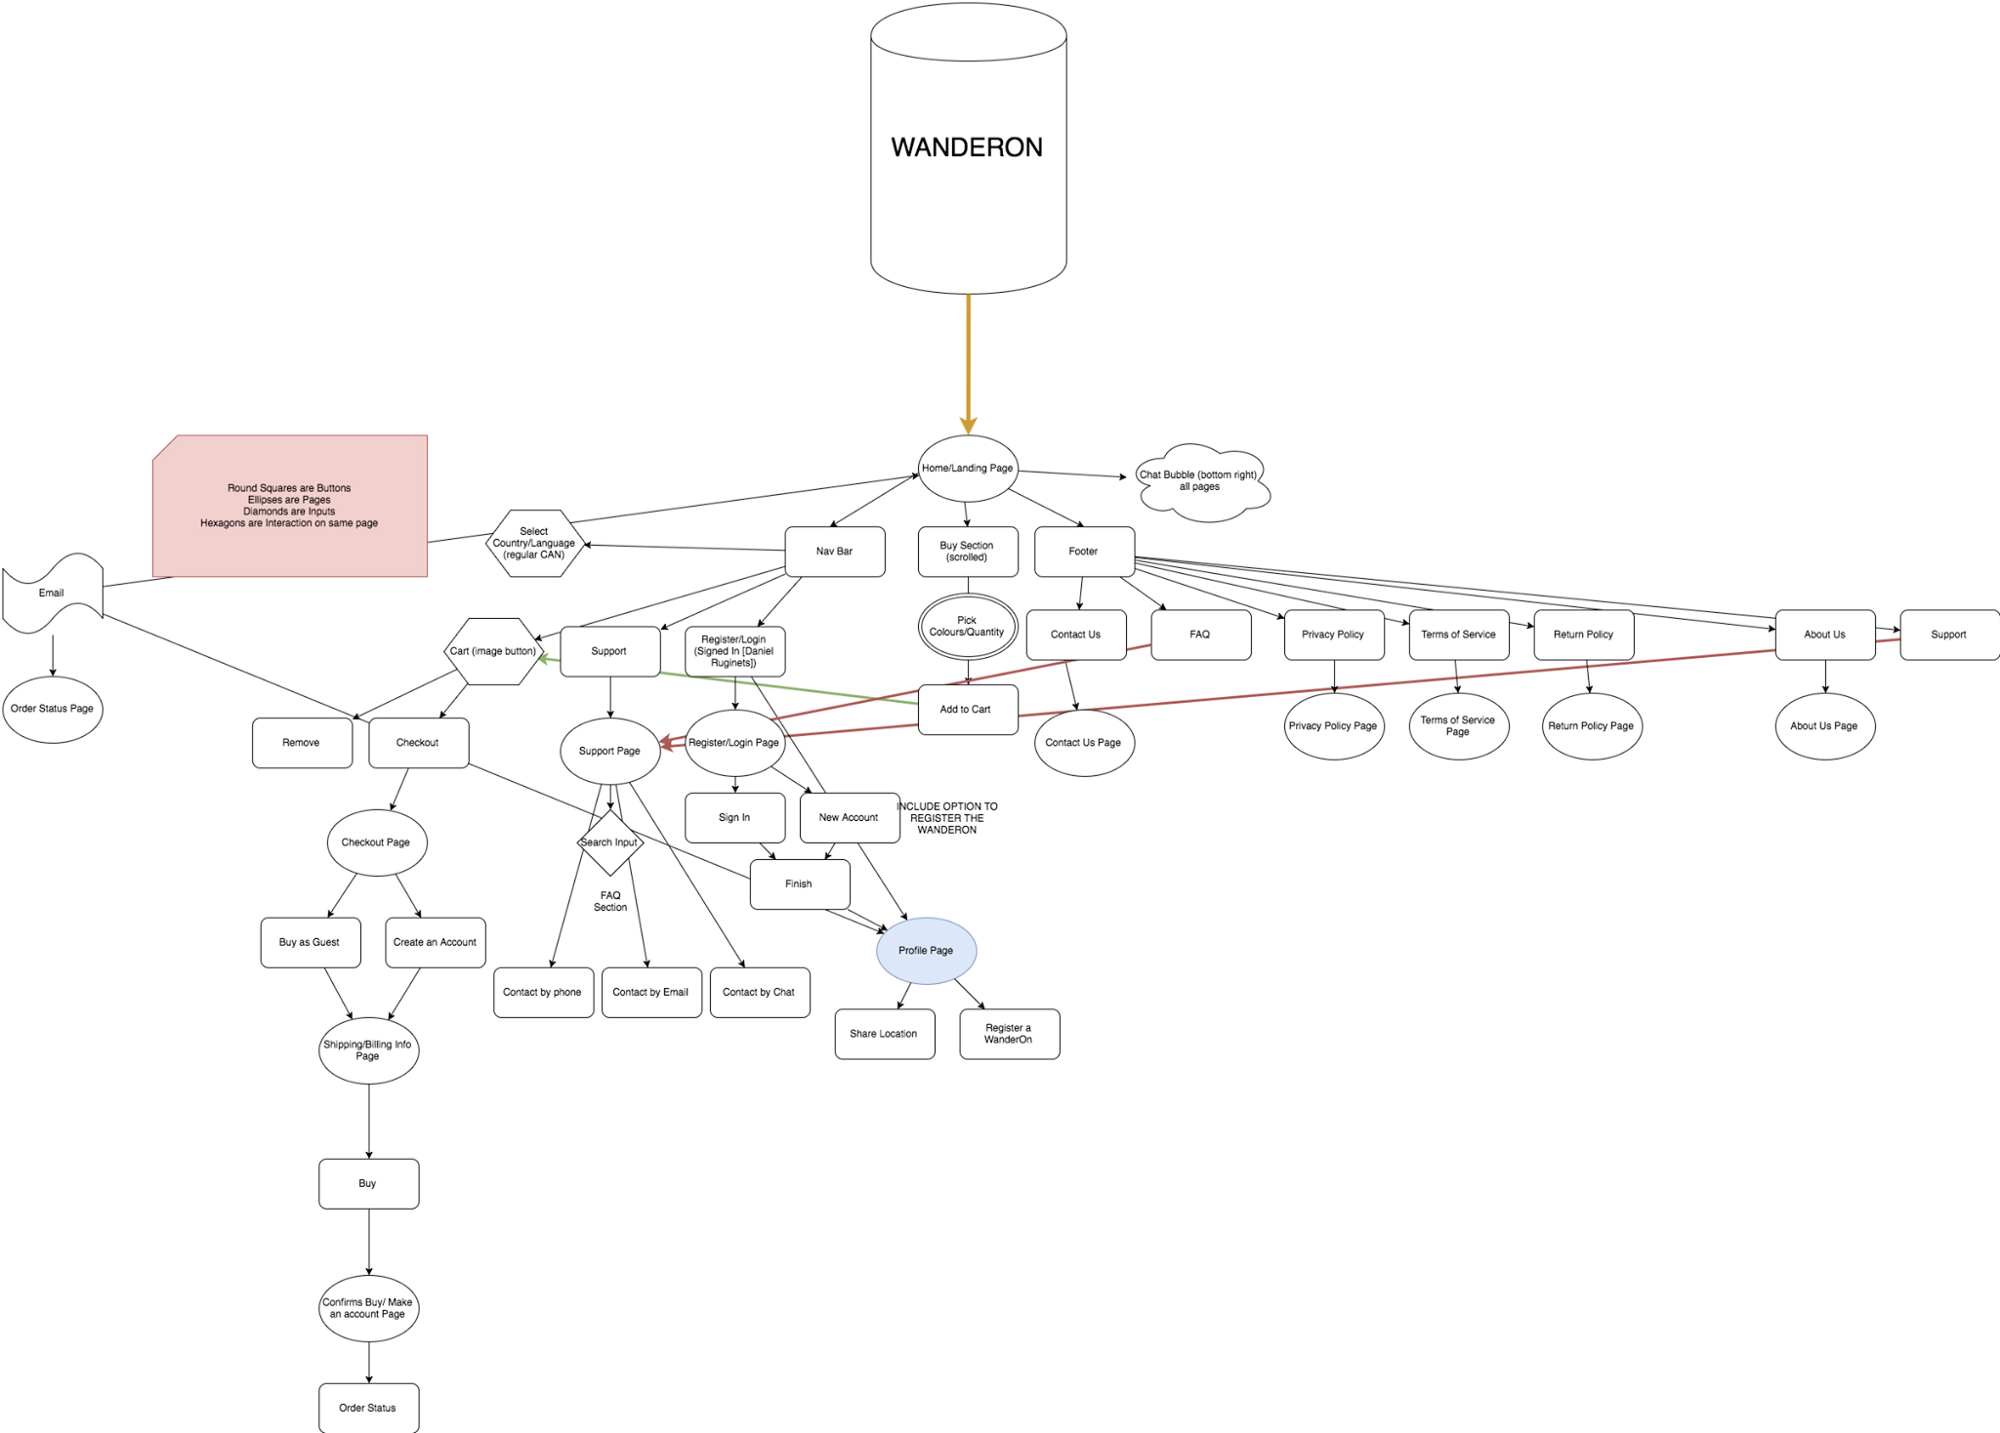 WANDERON
Home/Landing Page
Chat Bubble (bottom right)
all pages
Round Squares are Buttons
Ellipses are Pages
Diamonds are Inputs
Hexagons are Interaction on same page
Select
Country/Language
(regular CAN)
Nav Bar
Buy Section
(scrolled)
Footer
Email
Cart (image button)
Support
Register/Login
(Signed In [Daniel
Ruginets])
Pick
Colours/Quantity
Contact Us
FAQ
Privacy Policy
Terms of Service
Return Policy
About Us
Support
Order Status Page
Remove
Checkout
Support Page
Register/Login Page
Add to Cart
Contact Us Page
Privacy Policy Page
Terms of Service
Page
Return Policy Page
About Us Page
Checkout Page
Search Input
Sign In
New Account
INCLUDE OPTION TO
REGISTER THE
WANDERON
FAQ
Section
Finish
Buy as Guest
Create an Account
Profile Page
Contact by phone
Contact by Email
Contact by Chat
Shipping/Billing Info
Page
Share Location
Register a
WanderOn
Buy
Confirms Buy/ Make
an account Page
Order Status